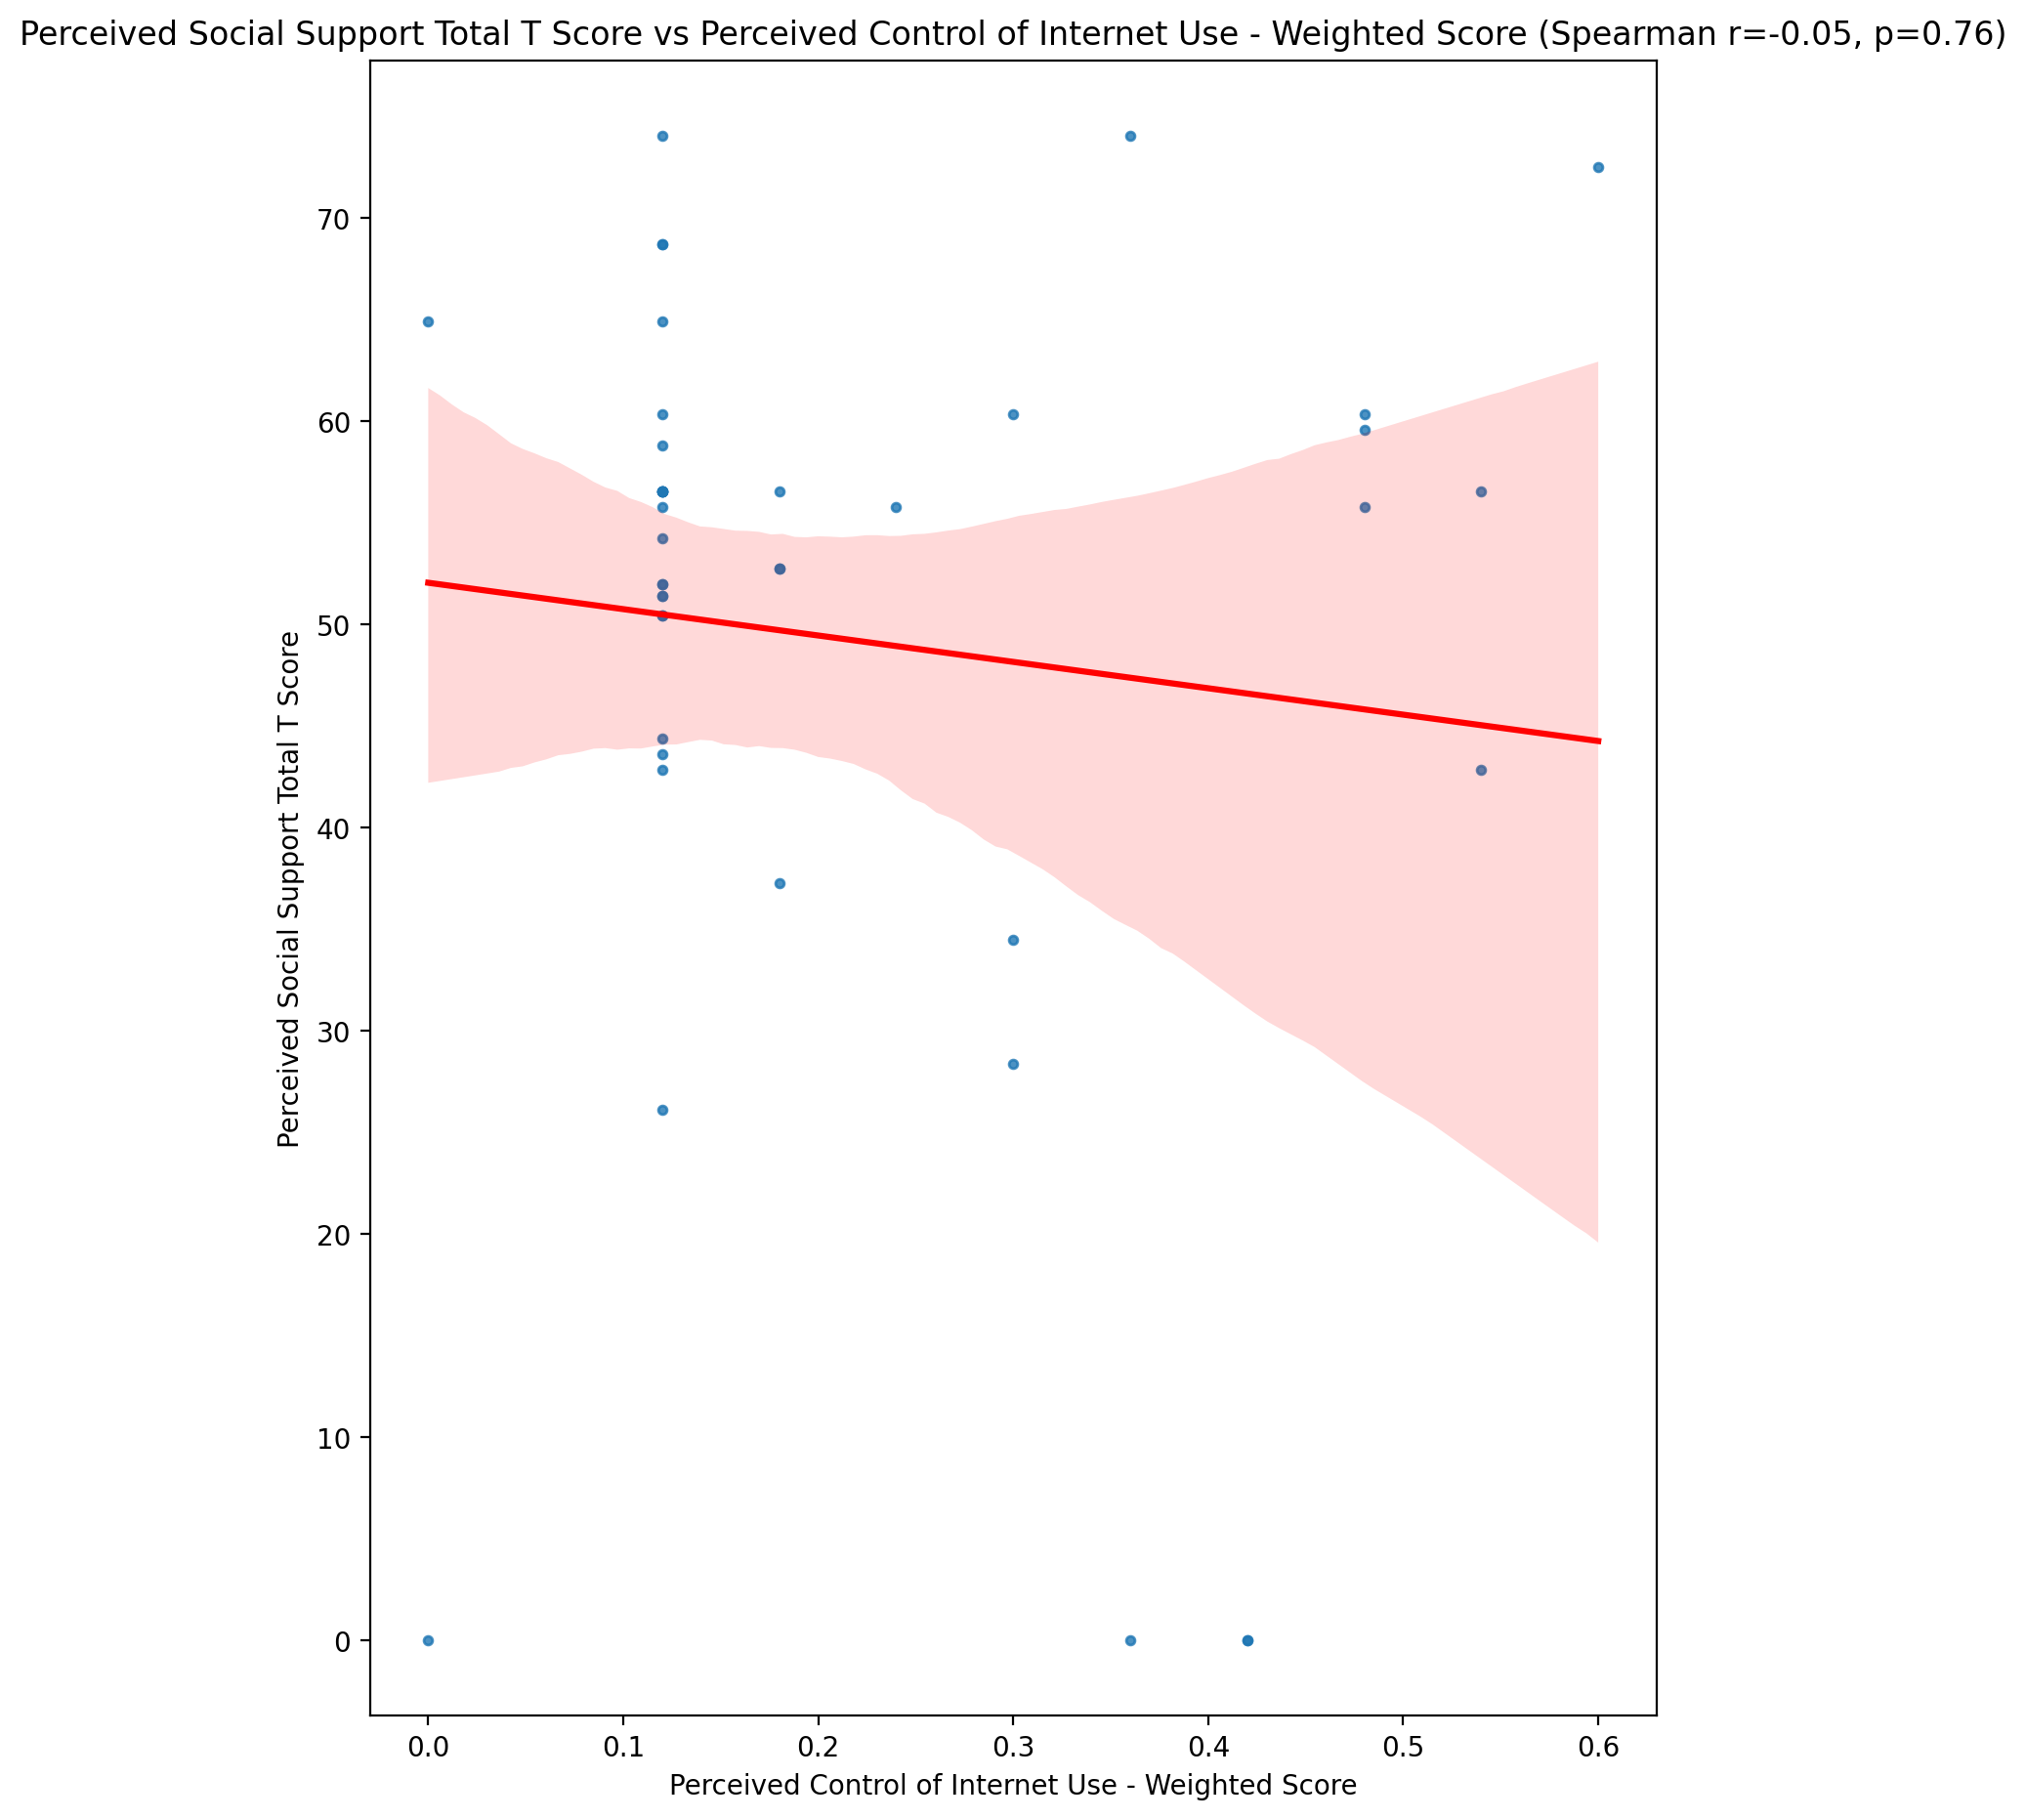 Perceived Social Support Total T Score vs Perceived Control of Internet Use - Weighted Score (Spearman r=-0.05, p=0.76)
Perceived Social Support Total T Score
70
60
50
40
30
20
10
0
0.0 0.1 0.2 0.3 0.4 0.5 0.6
Perceived Control of Internet Use - Weighted Score